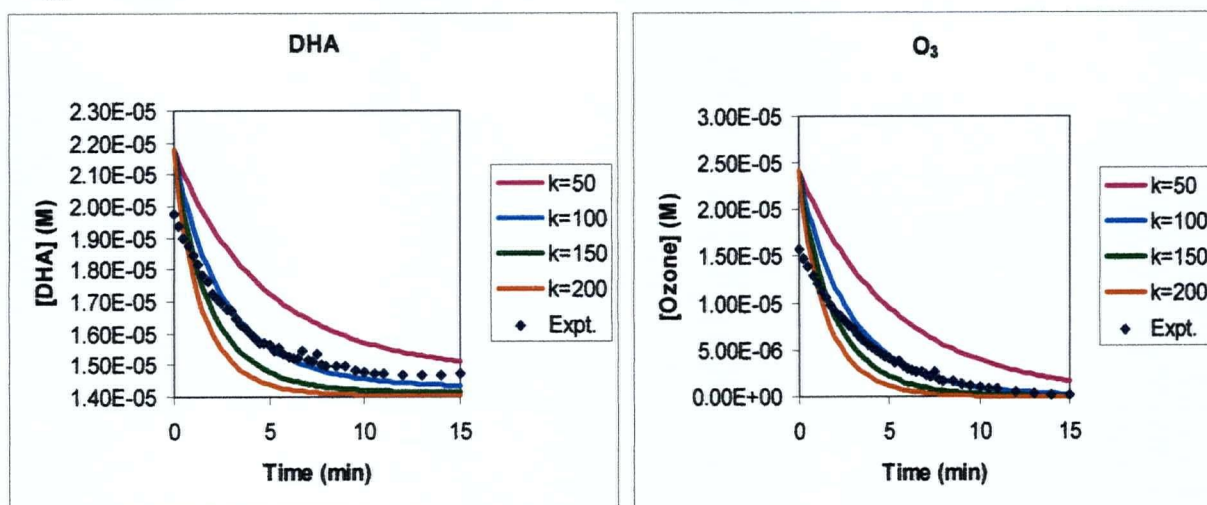 DHA
[DHA] (M)
2.30E-05
2.20E-05
2.10E-05
2.00E-05
1.90E-05
1.80E-05
1.70E-05
1.60E-05
1.50E-05
1.40E-05
0
5
10
15
Time (min)
k=50
k=100
k=150
k=200
Expt.
O₃
[Ozone] (M)
3.00E-05
2.50E-05
2.00E-05
1.50E-05
1.00E-05
5.00E-06
0.00E+00
0
5
10
15
Time (min)
k=50
k=100
k=150
k=200
Expt.